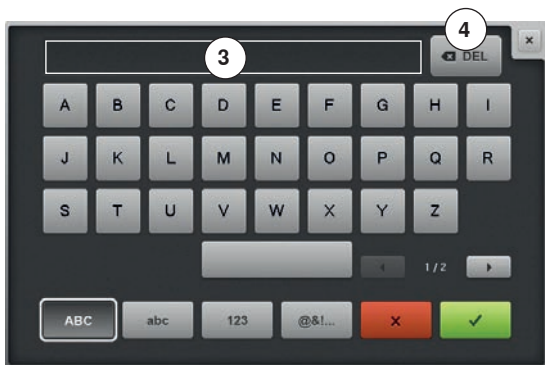 3
4
DEL
A B C D E F G H I
J K L M N O P Q R
S T U V W X Y Z
1/2
ABC abc 123 @&!...